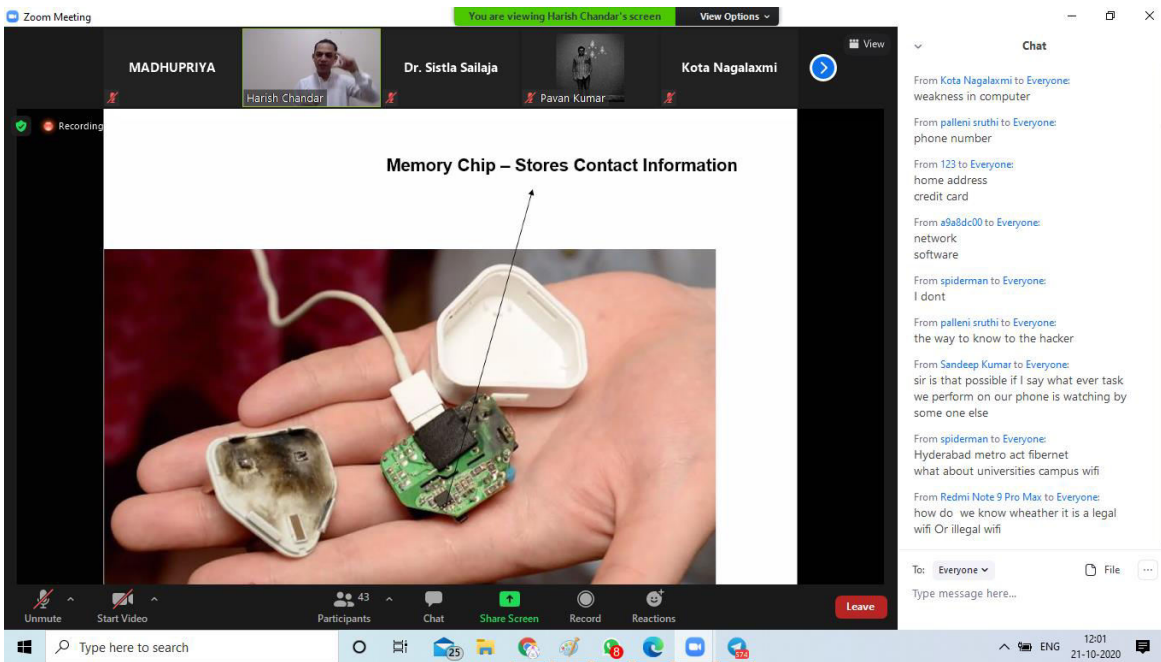 Zoom Meeting
You are viewing Harish Chandar's screen
View Options
View
MADHUPRIYA
Harish Chandar
Dr. Sistla Sailaja
Pavan Kumar
Kota Nagalaxmi
Recording
Memory Chip – Stores Contact Information
Unmute
Start Video
43
Participants
Chat
Share Screen
Record
Reactions
Leave
Chat
From Kota Nagalaxmi to Everyone:
weakness in computer
From palleni sruthi to Everyone:
phone number
From 123 to Everyone:
home address
credit card
From a9a8dc00 to Everyone:
network
software
From spiderman to Everyone:
I dont
From palleni sruthi to Everyone:
the way to know to the hacker
From Sandeep Kumar to Everyone:
sir is that possible if I say what ever task
we perform on our phone is watching by
some one else
From spiderman to Everyone:
Hyderabad metro act fibernet
what about universities campus wifi
From Redmi Note 9 Pro Max to Everyone:
how do we know wheather it is a legal
wifi Or illegal wifi
To: Everyone
File
Type message here...
Type here to search
25
8
574
ENG
12:01
21-10-2020